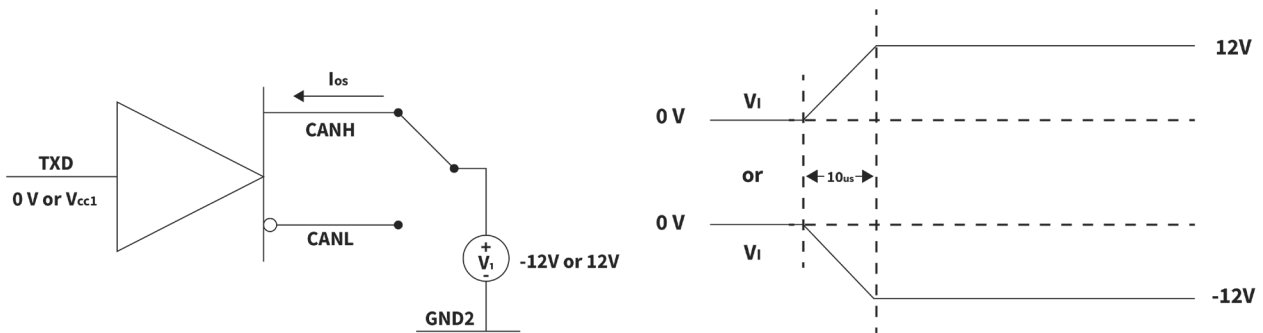 Ios
CANH
TXD
0 V or Vcc1
CANL
+
V1
-
-12V or 12V
GND2
12V
VI
0 V
or
10us
0 V
VI
-12V